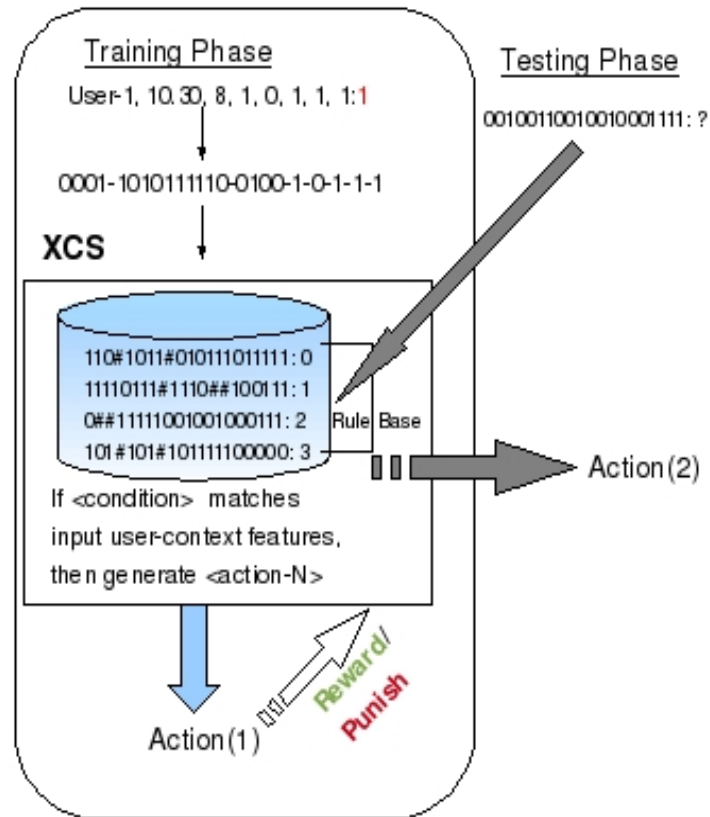 Training Phase
User-1, 10.30, 8, 1, 0, 1, 1, 1:1
0001-1010111110-0100-1-0-1-1-1
XCS
110#1011#010111011111: 0
11110111#1110##100111: 1
0##11111001001000111: 2
101#101#101111100000: 3
Rule Base
If <condition> matches
input user-context features,
then generate <action-N>
Action(1)
Reward/
Punish
Testing Phase
00100110010010001111: ?
Action(2)